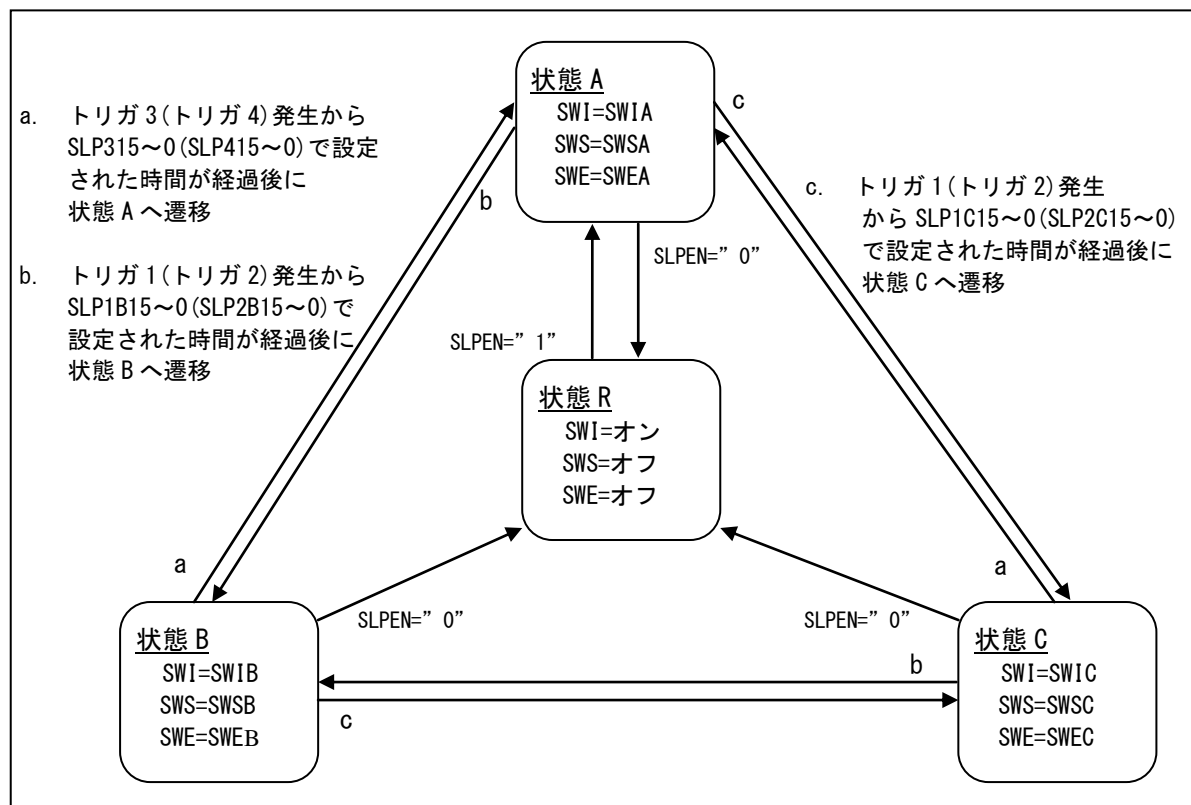 状態 A
SWI=SWIA
SWS=SWSA
SWE=SWEA
a. トリガ 3(トリガ 4)発生から
SLP315～0(SLP415～0)で設定
された時間が経過後に
状態 A へ遷移
b. トリガ 1(トリガ 2)発生から
SLP1B15～0(SLP2B15～0)で
設定された時間が経過後に
状態 B へ遷移
c
b
c. トリガ 1(トリガ 2)発生
から SLP1C15～0(SLP2C15～0)
で設定された時間が経過後に
状態 C へ遷移
SLPEN=”0”
SLPEN=”1”
状態 R
SWI=オン
SWS=オフ
SWE=オフ
a
a
SLPEN=”0”
SLPEN=”0”
状態 B
SWI=SWIB
SWS=SWSB
SWE=SWEB
b
c
状態 C
SWI=SWIC
SWS=SWSC
SWE=SWEC